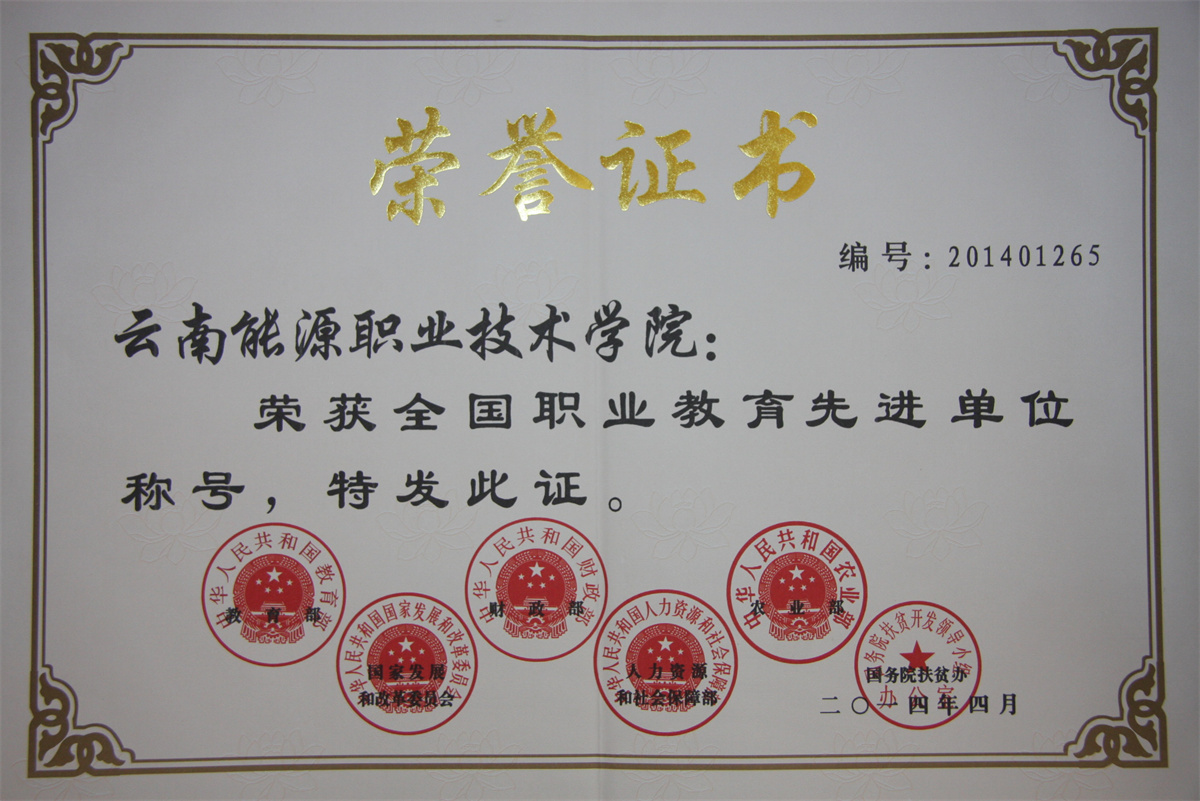 荣誉证书
编号：201401265
云南能源职业技术学院：
荣获全国职业教育先进单位
称号，特发此证。
中华人民共和国教育部
教育部
中华人民共和国国家发展和改革委员会
国家发展
和改革委员会
中华人民共和国财政部
财政部
中华人民共和国人力资源和社会保障部
人力资源
和社会保障部
中华人民共和国农业部
农业部
国务院扶贫开发领导小组
办公室
国务院扶贫办
二〇一四年四月